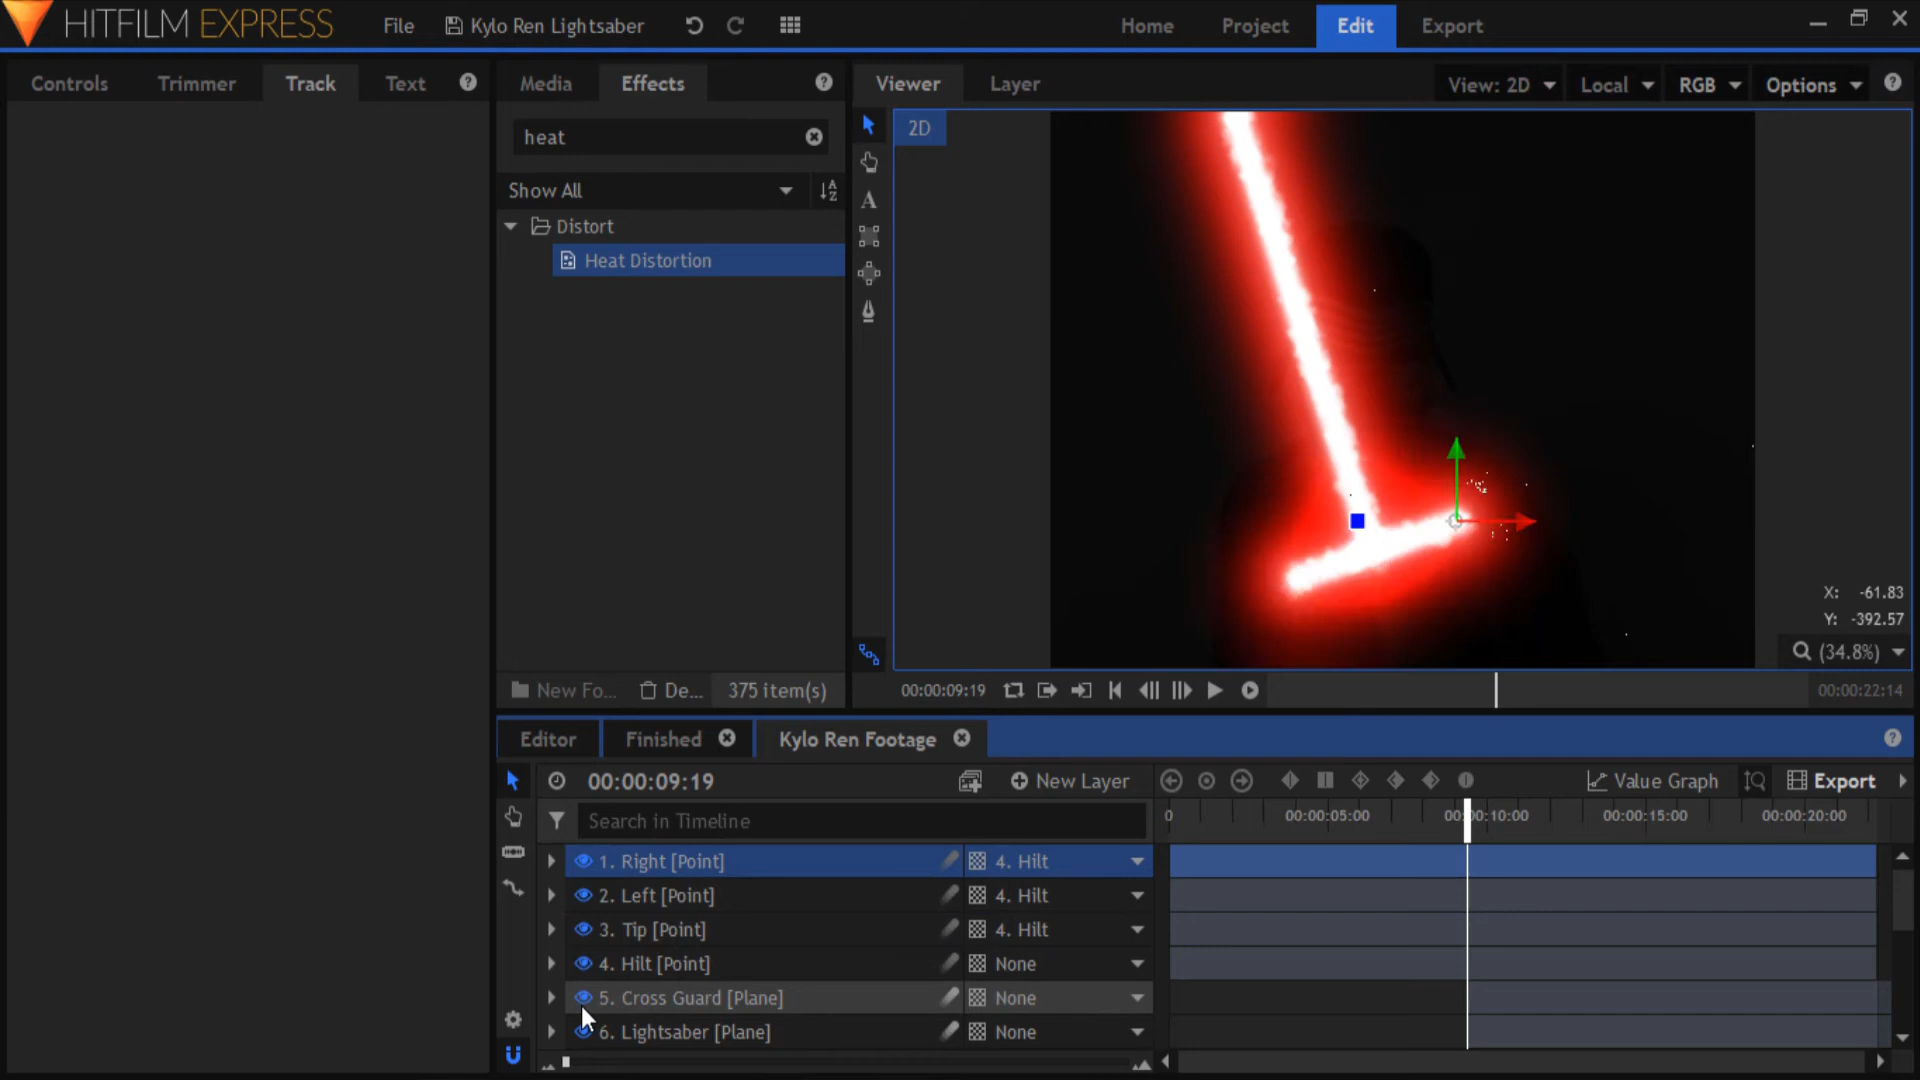 HITFILM EXPRESS
File
Kylo Ren Lightsaber
Home
Project
Edit
Export
Controls
Trimmer
Track
Text
Media
Effects
Viewer
Layer
View: 2D
Local
RGB
Options
heat
2D
Show All
Distort
Heat Distortion
X: -61.83
Y: -392.57
(34.8%)
New Fo...
De...
375 item(s)
00:00:09:19
00:00:22:14
Editor
Finished
Kylo Ren Footage
00:00:09:19
New Layer
Value Graph
Export
Search in Timeline
0
00:00:05:00
00:00:10:00
00:00:15:00
00:00:20:00
1. Right [Point]
4. Hilt
2. Left [Point]
4. Hilt
3. Tip [Point]
4. Hilt
4. Hilt [Point]
None
5. Cross Guard [Plane]
None
6. Lightsaber [Plane]
None